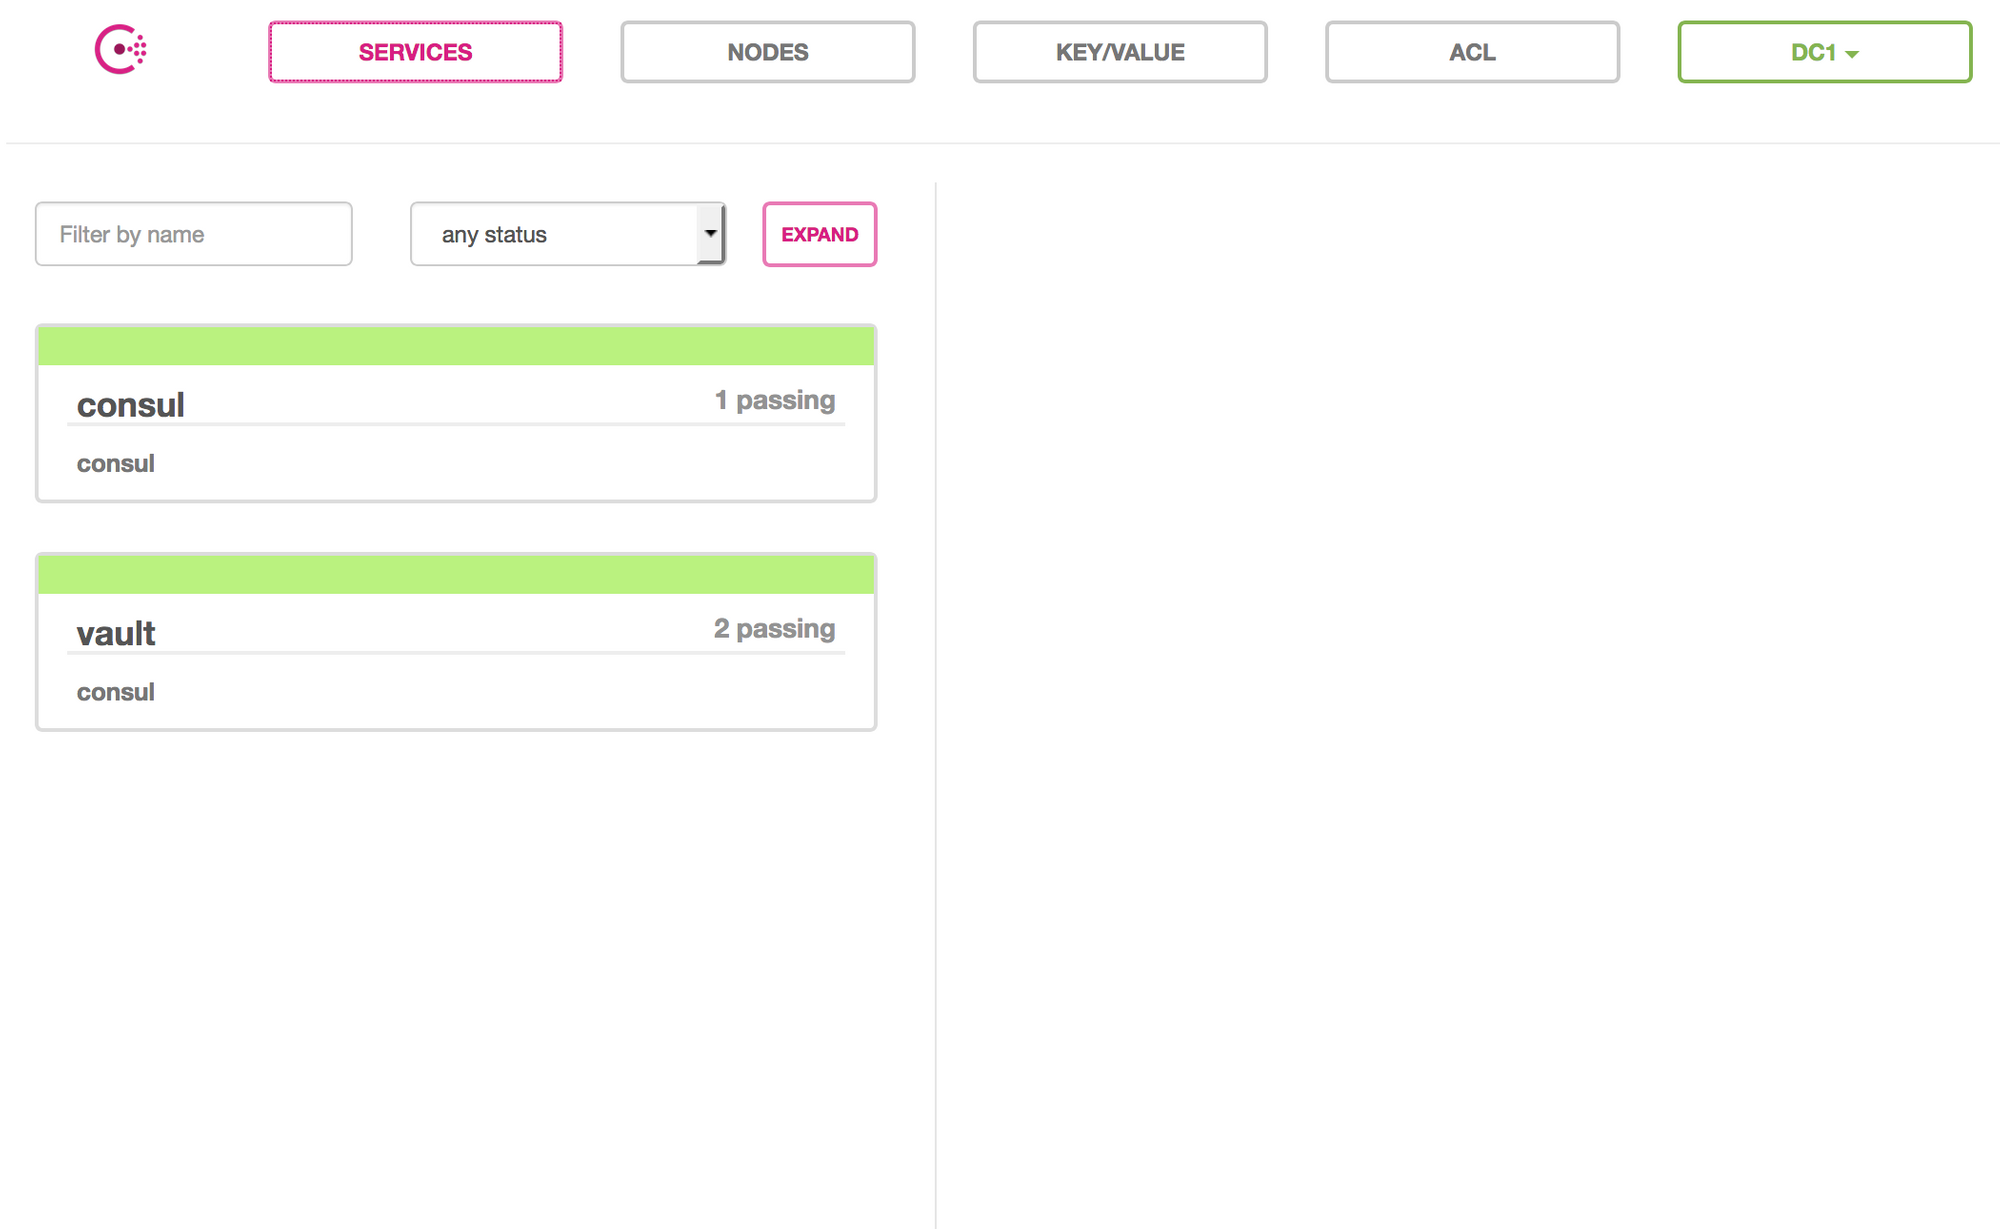 SERVICES NODES KEY/VALUE ACL DC1
Filter by name any status EXPAND
consul 1 passing
consul
vault 2 passing
consul